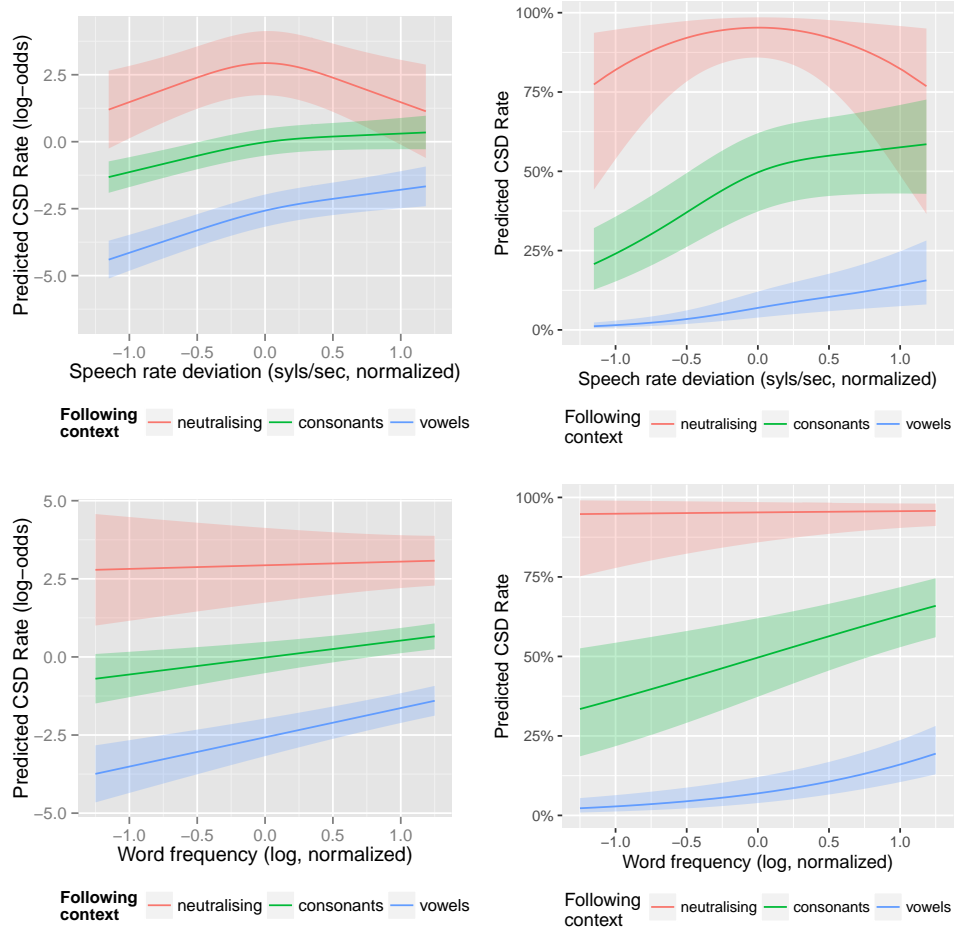 Predicted CSD Rate (log−odds)
2.5
0.0
−2.5
−5.0
−1.0 −0.5 0.0 0.5 1.0
Speech rate deviation (syls/sec, normalized)
Following context neutralising consonants vowels
Predicted CSD Rate
100%
75%
50%
25%
0%
−1.0 −0.5 0.0 0.5 1.0
Speech rate deviation (syls/sec, normalized)
Following context neutralising consonants vowels
Predicted CSD Rate (log−odds)
5.0
2.5
0.0
−2.5
−5.0
−1.0 −0.5 0.0 0.5 1.0
Word frequency (log, normalized)
Following context neutralising consonants vowels
Predicted CSD Rate
100%
75%
50%
25%
0%
−1.0 −0.5 0.0 0.5 1.0
Word frequency (log, normalized)
Following context neutralising consonants vowels